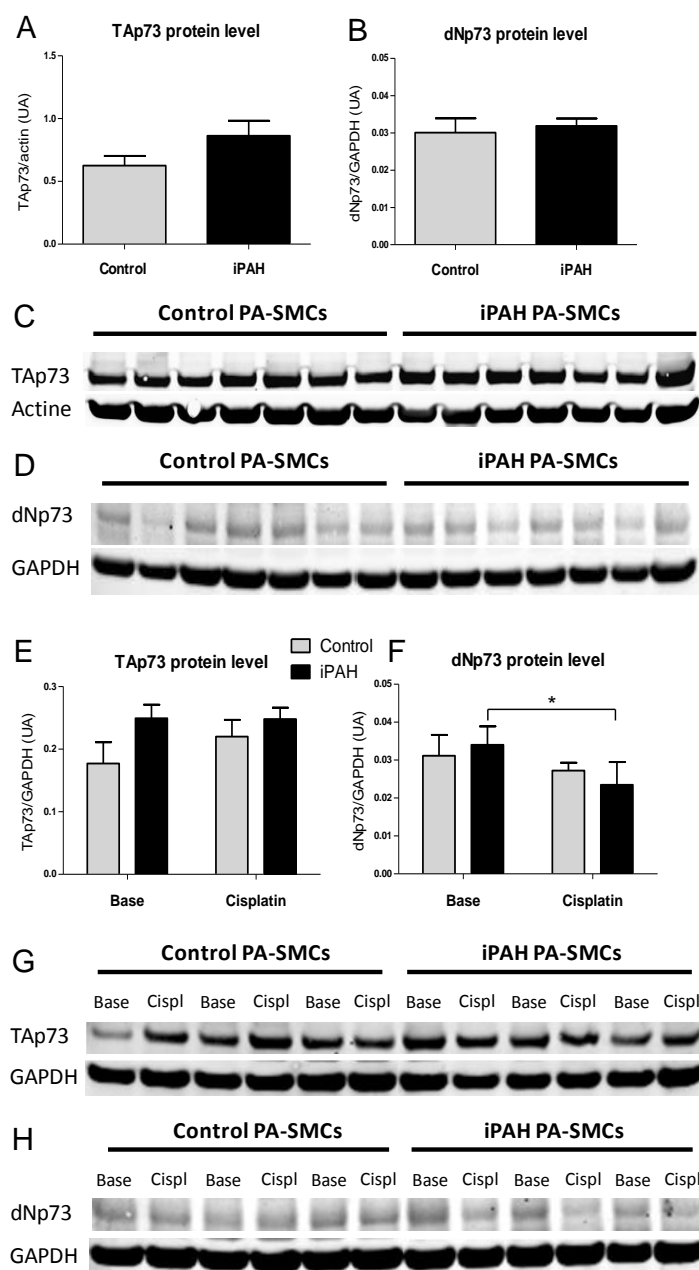 A
TAp73 protein level
TAp73/actin (UA)
1.5
1.0
0.5
0.0
Control
iPAH
B
dNp73 protein level
dNp73/GAPDH (UA)
0.05
0.04
0.03
0.02
0.01
0.00
Control
iPAH
C
Control PA-SMCs
iPAH PA-SMCs
TAp73
Actine
D
Control PA-SMCs
iPAH PA-SMCs
dNp73
GAPDH
E
TAp73 protein level
Control
iPAH
TAp73/GAPDH (UA)
0.3
0.2
0.1
0.0
Base
Cisplatin
F
dNp73 protein level
*
dNp73/GAPDH (UA)
0.05
0.04
0.03
0.02
0.01
0.00
Base
Cisplatin
G
Control PA-SMCs
iPAH PA-SMCs
Base Cispl Base Cispl Base Cispl Base Cispl Base Cispl Base Cispl
TAp73
GAPDH
H
Control PA-SMCs
iPAH PA-SMCs
Base Cispl Base Cispl Base Cispl Base Cispl Base Cispl Base Cispl
dNp73
GAPDH